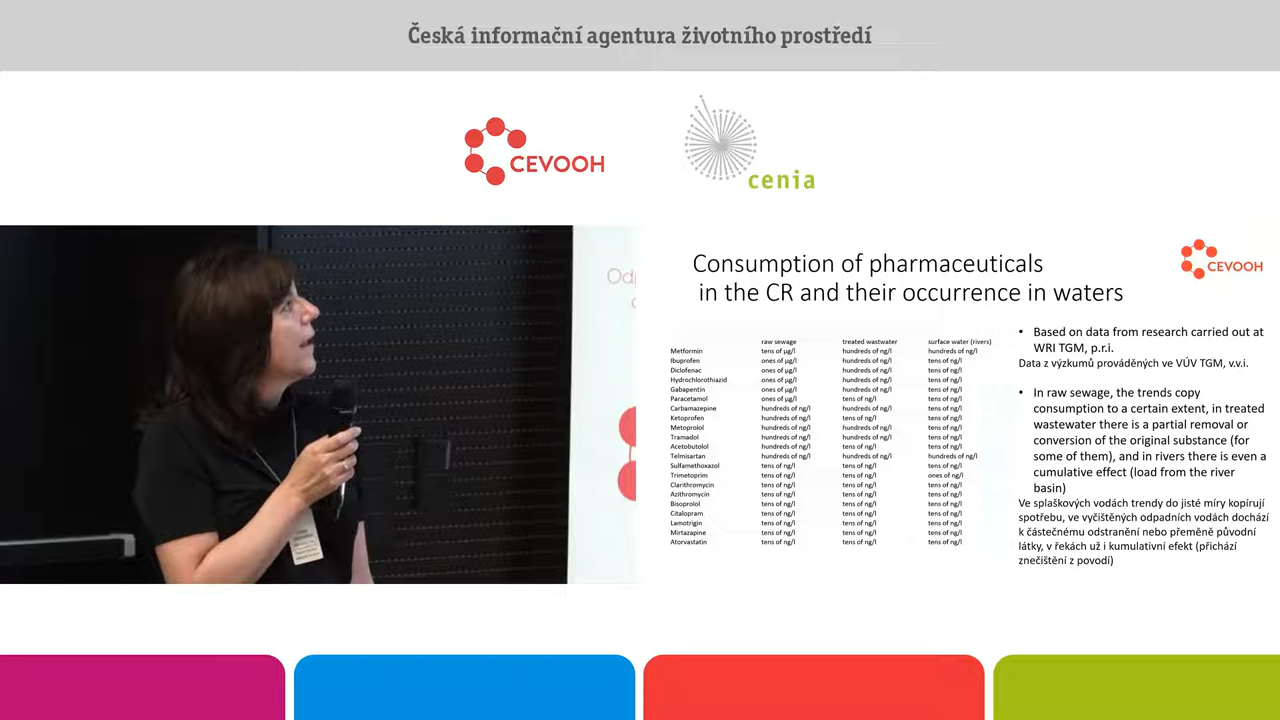 Česká informační agentura životního prostředí
CEVOOH
cenia
Odp
Consumption of pharmaceuticals
in the CR and their occurrence in waters
CEVOOH
raw sewage treated wastwater surface water (rivers)
Metformin tens of µg/l hundreds of ng/l hundreds of ng/l
Ibuprofen ones of µg/l hundreds of ng/l tens of ng/l
Diclofenac ones of µg/l hundreds of ng/l tens of ng/l
Hydrochlorothiazid ones of µg/l hundreds of ng/l tens of ng/l
Gabapentin ones of µg/l hundreds of ng/l tens of ng/l
Paracetamol ones of µg/l tens of ng/l tens of ng/l
Carbamazepine hundreds of ng/l hundreds of ng/l tens of ng/l
Ketoprofen hundreds of ng/l tens of ng/l tens of ng/l
Metoprolol hundreds of ng/l hundreds of ng/l tens of ng/l
Tramadol hundreds of ng/l hundreds of ng/l tens of ng/l
Acetobutolol hundreds of ng/l tens of ng/l tens of ng/l
Telmisartan hundreds of ng/l hundreds of ng/l hundreds of ng/l
Sulfamethoxazol tens of ng/l tens of ng/l tens of ng/l
Trimetoprim tens of ng/l tens of ng/l ones of ng/l
Clarithromycin tens of ng/l tens of ng/l tens of ng/l
Azithromycin tens of ng/l tens of ng/l tens of ng/l
Bisoprolol tens of ng/l tens of ng/l tens of ng/l
Citalopram tens of ng/l tens of ng/l tens of ng/l
Lamotrigin tens of ng/l tens of ng/l tens of ng/l
Mirtazapine tens of ng/l tens of ng/l tens of ng/l
Atorvastatin tens of ng/l tens of ng/l tens of ng/l
• Based on data from research carried out at
WRI TGM, p.r.i.
Data z výzkumů prováděných ve VÚV TGM, v.v.i.
• In raw sewage, the trends copy
consumption to a certain extent, in treated
wastewater there is a partial removal or
conversion of the original substance (for
some of them), and in rivers there is even a
cumulative effect (load from the river
basin)
Ve splaškových vodách trendy do jisté míry kopírují
spotřebu, ve vyčištěných odpadních vodách dochází
k částečnému odstranění nebo přeměně původní
látky, v řekách už i kumulativní efekt (přichází
znečištění z povodí)